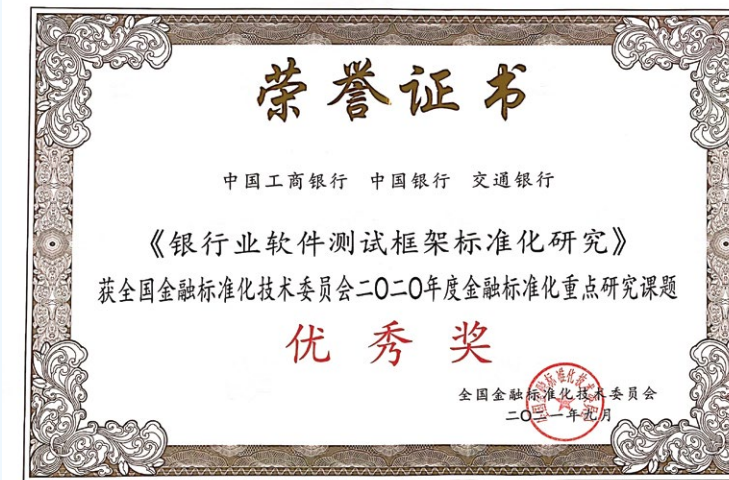 荣誉证书
中国工商银行 中国银行 交通银行
《银行业软件测试框架标准化研究》
获全国金融标准化技术委员会二〇二〇年度金融标准化重点研究课题
优秀奖
全国金融标准化技术委员会
二〇二一年九月